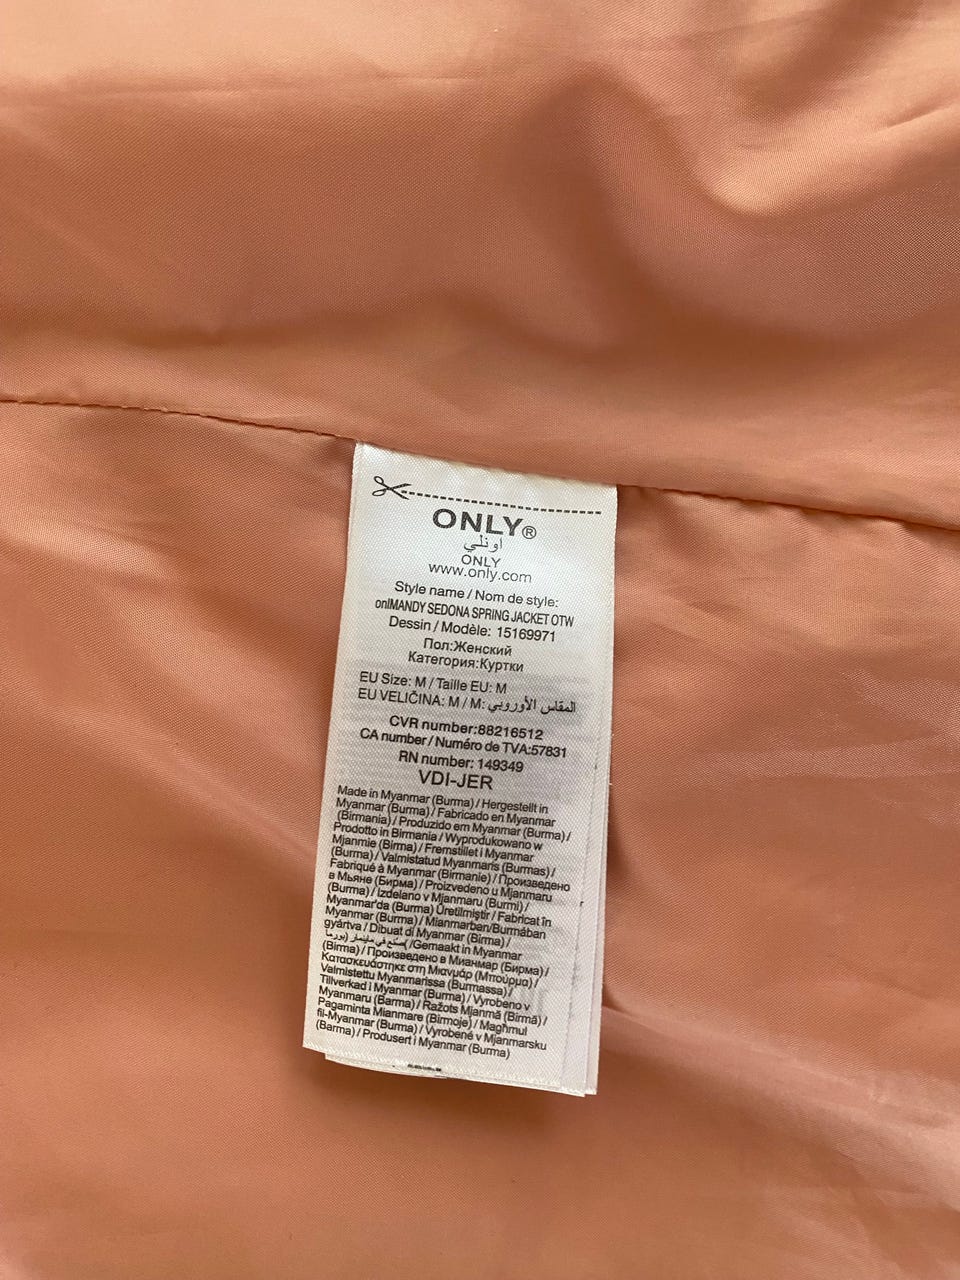 ONLY®
اونلي
ONLY
www.only.com
Style name / Nom de style:
onlMANDY SEDONA SPRING JACKET OTW
Dessin / Modèle: 15169971
Пол:Женский
Категория:Куртки
EU Size: M / Taille EU: M
EU VELIČINA: M / M: المقاس الأوروبي
CVR number:88216512
CA number / Numéro de TVA:57831
RN number: 149349
VDI-JER
Made in Myanmar (Burma) / Hergestellt in
Myanmar (Burma) / Fabricado en Myanmar
(Birmania) / Produzido em Myanmar (Burma) /
Prodotto in Birmania / Wyprodukowano w
Mjanmie (Birma) / Fremstillet i Myanmar
(Burma) / Valmistatud Myanmaris (Burmas) /
Fabriqué à Myanmar (Birmanie) / Произведено
в Мьяне (Бирма) / Proizvedeno u Mjanmaru
(Burma) / Izdelano v Mjanmaru (Burmi) /
Myanmar'da (Burma) Üretilmiştir / Fabricat în
Myanmar (Burma) / Mianmarban/Burmában
gyártva / Dibuat di Myanmar (Birma) /
صنع في ماينمار (بورما) / Gemaakt in Myanmar
(Birma) / Произведено в Мианмар (Бирма) /
Κατασκευάστηκε στη Μιανμάρ (Μπούρμα) /
Valmistettu Myanmarissa (Burmassa) /
Tillverkad i Myanmar (Burma) / Vyrobeno v
Myanmaru (Barma) / Ražots Mjanmā (Birmā) /
Pagaminta Mianmare (Birmoje) / Magħmul
fil-Myanmar (Burma) / Vyrobené v Mjanmarsku
(Barma) / Produsert i Myanmar (Burma)